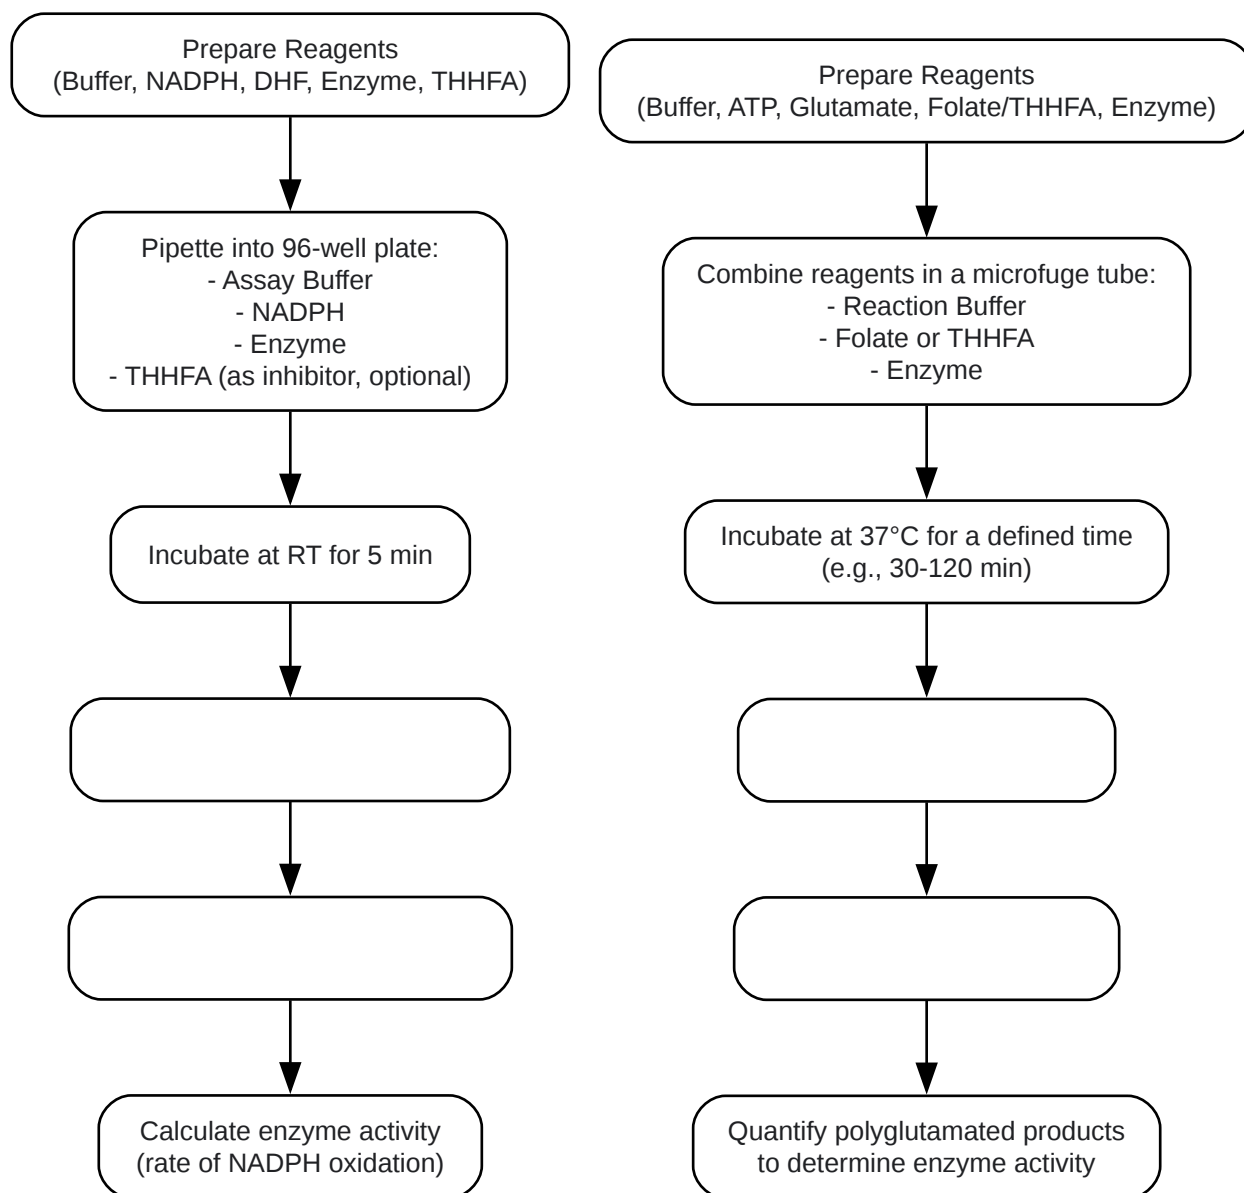 Prepare Reagents
(Buffer, NADPH, DHF, Enzyme, THHFA)
Pipette into 96-well plate:
- Assay Buffer
- NADPH
- Enzyme
- THHFA (as inhibitor, optional)
Incubate at RT for 5 min
Calculate enzyme activity
(rate of NADPH oxidation)
Prepare Reagents
(Buffer, ATP, Glutamate, Folate/THHFA, Enzyme)
Combine reagents in a microfuge tube:
- Reaction Buffer
- Folate or THHFA
- Enzyme
Incubate at 37°C for a defined time
(e.g., 30-120 min)
Quantify polyglutamated products
to determine enzyme activity